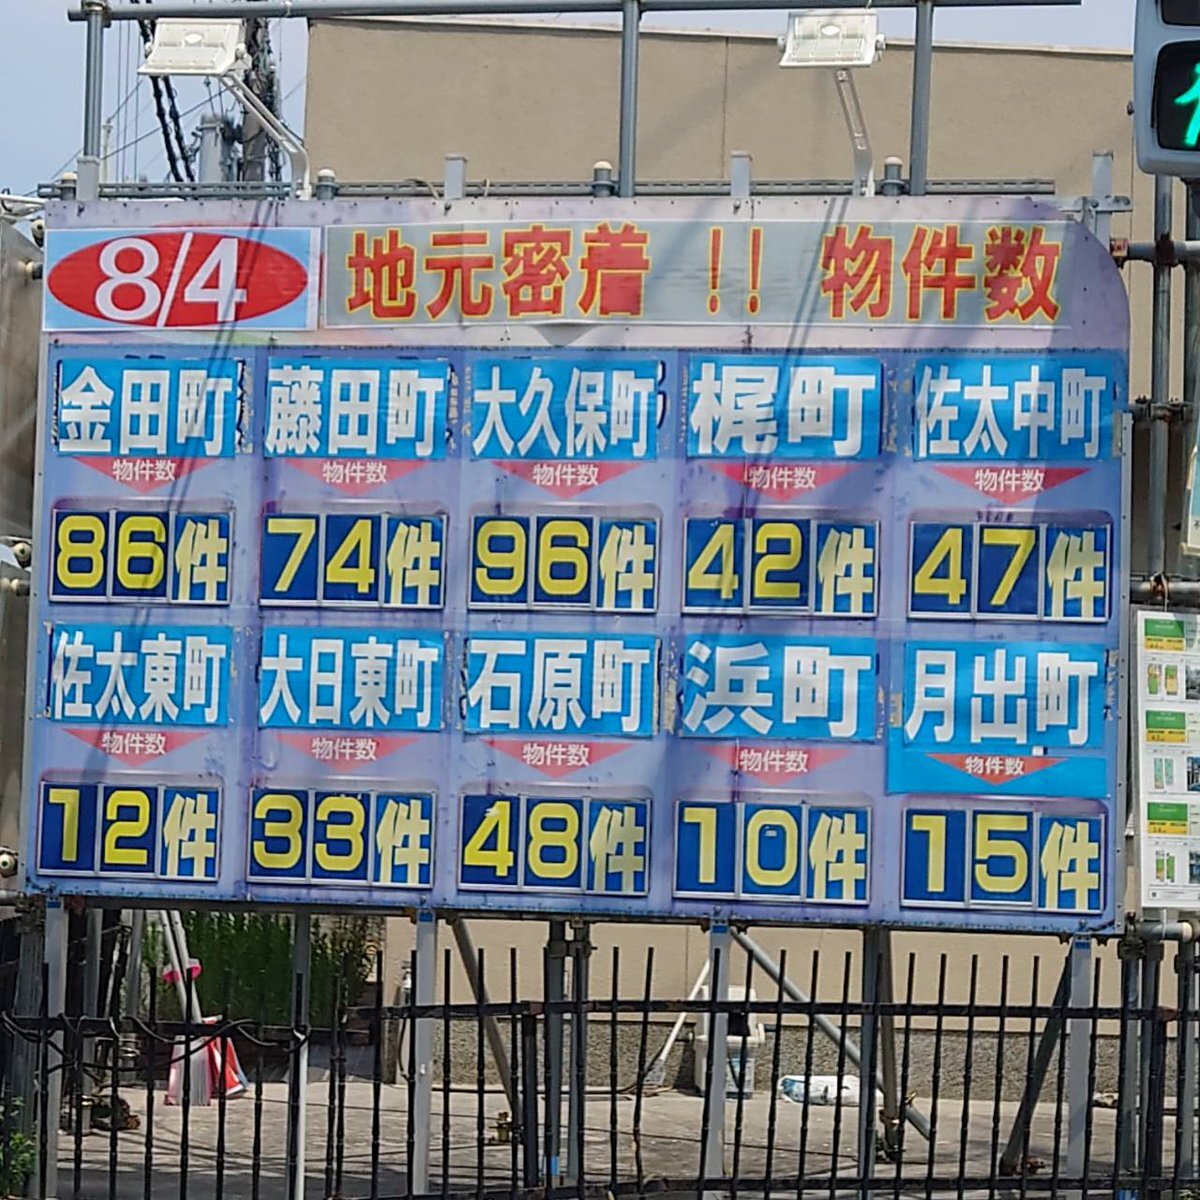 8/4 地元密着!! 物件数
金田町 藤田町 大久保町 梶町 佐太中町
物件数 物件数 物件数 物件数 物件数
86件 74件 96件 42件 47件
佐太東町 大日東町 石原町 浜町 月出町
物件数 物件数 物件数 物件数 物件数
12件 33件 48件 10件 15件